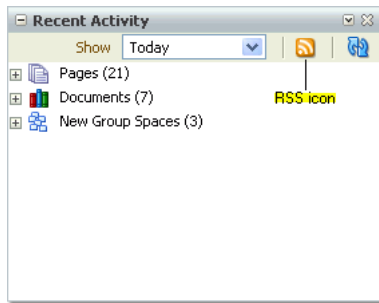 Recent Activity
Show Today
Pages (21)
Documents (7)
RSS icon
New Group Spaces (3)